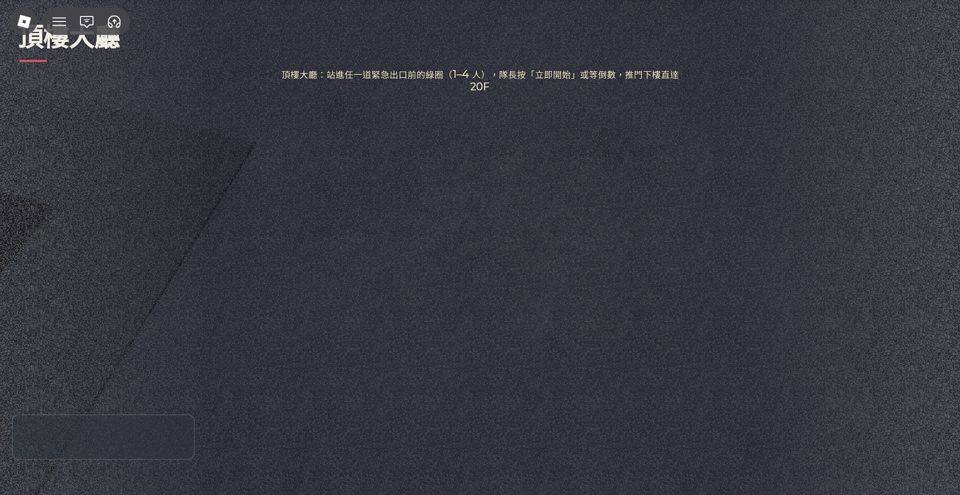 頂樓大廳
頂樓大廳：站進任一道緊急出口前的綠圈（1–4 人），隊長按「立即開始」或等倒數，推門下樓直達
20F